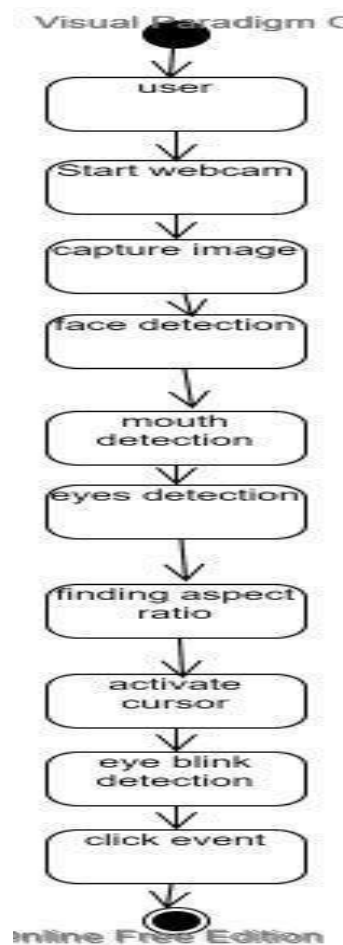 Visual Paradigm O
user
Start webcam
capture image
face detection
mouth
detection
eyes detection
finding aspect
ratio
activate
cursor
eye blink
detection
click event
Online Free Edition